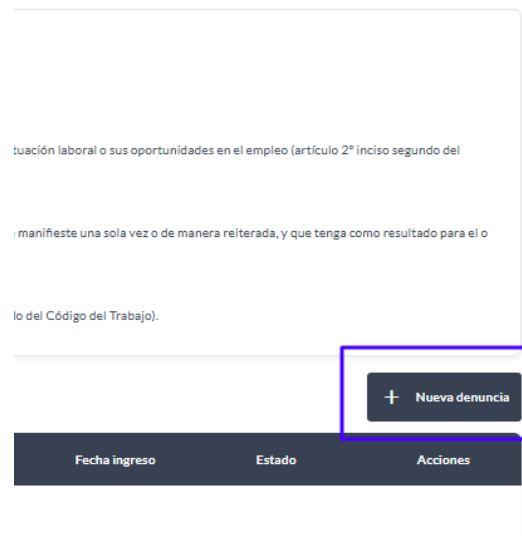 tuación laboral o sus oportunidades en el empleo (artículo 2° inciso segundo del
manifieste una sola vez o de manera reiterada, y que tenga como resultado para el o
lo del Código del Trabajo).
+ Nueva denuncia
Fecha ingreso Estado Acciones